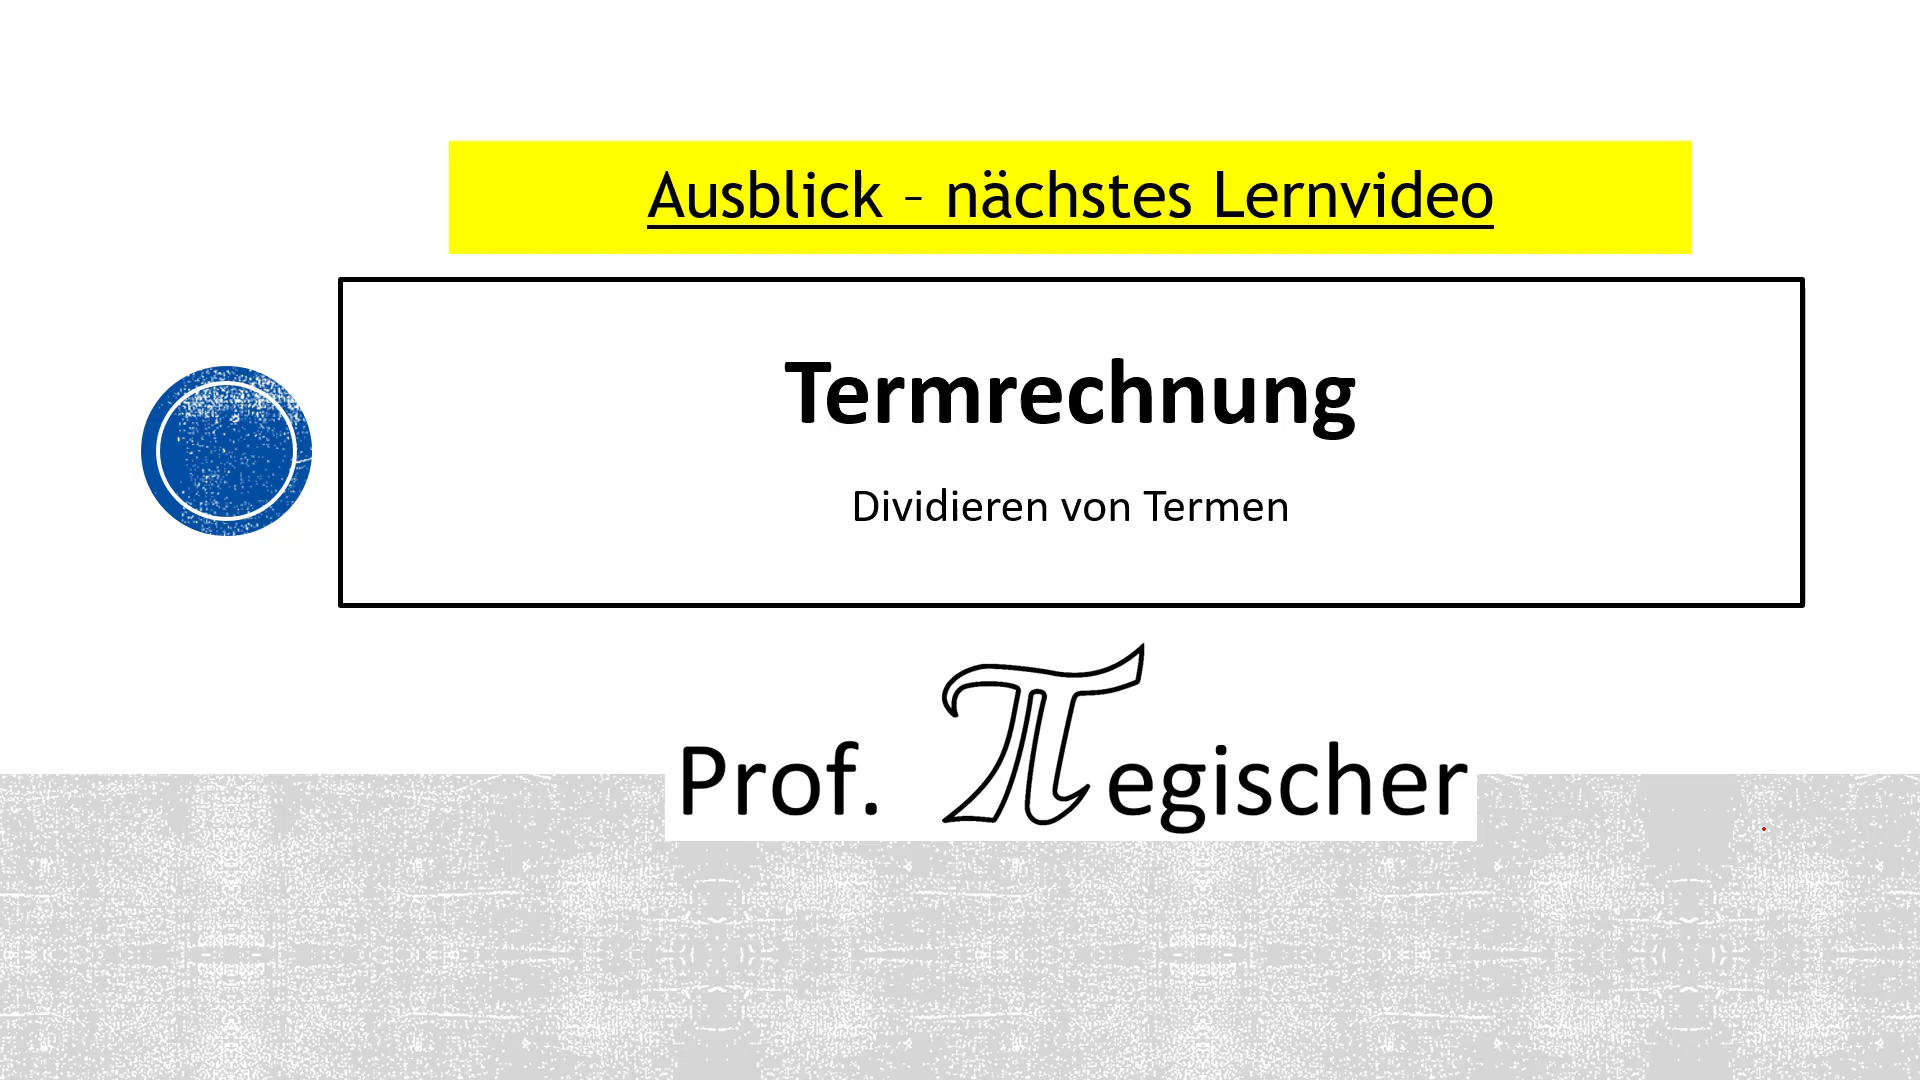 Ausblick – nächstes Lernvideo
Termrechnung
Dividieren von Termen
Prof. πegischer